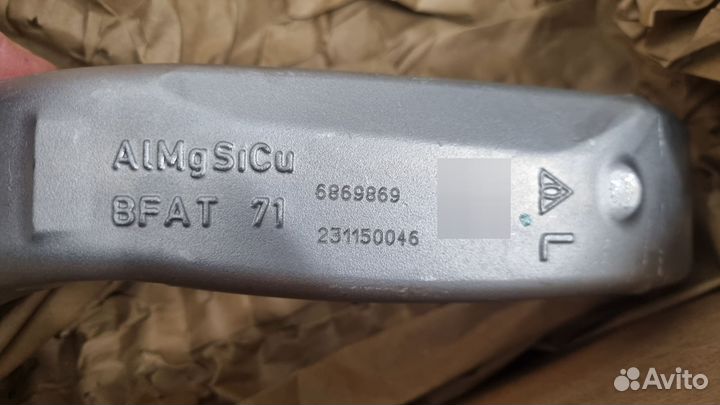 AlMgSiCu
BFAT 71
6869869
231150046
L
Avito